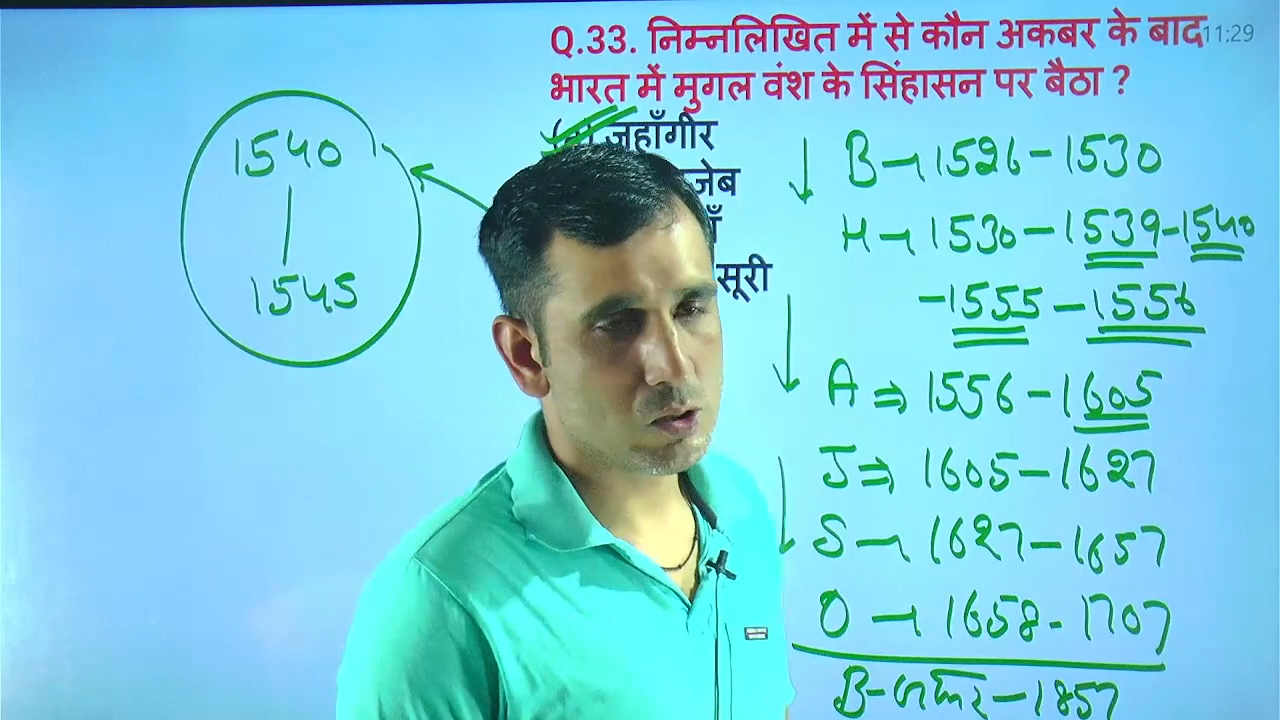 Q.33. निम्नलिखित में से कौन अकबर के बाद 11:29
भारत में मुगल वंश के सिंहासन पर बैठा ?
जहाँगीर
जेब
सूरी
1540
1545
B - 1526 - 1530
H - 1530 - 1539 - 1540
- 1555 - 1556
A ⇒ 1556 - 1605
J ⇒ 1605 - 1627
S - 1627 - 1657
O - 1658 - 1707
B - जफर - 1857